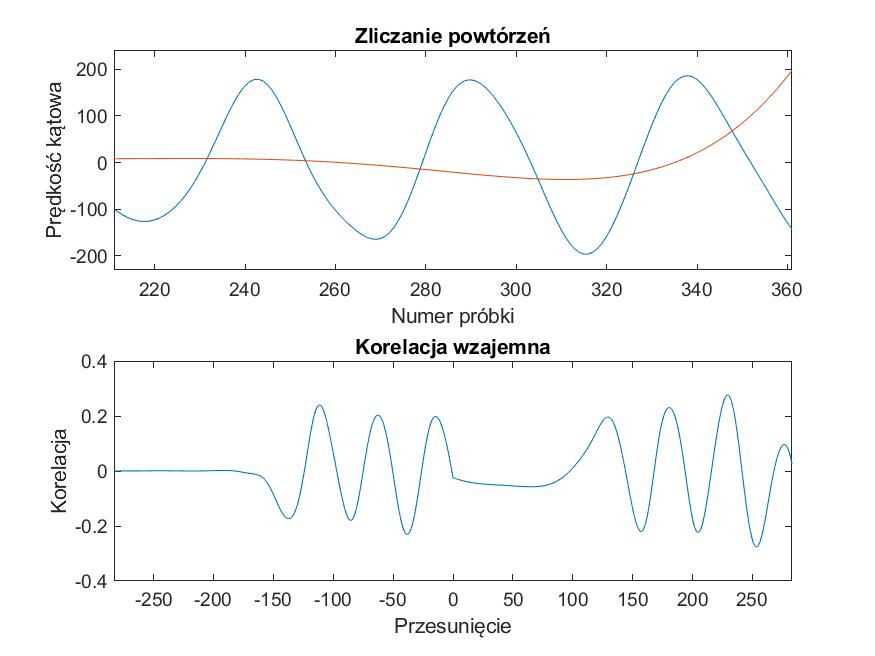 Zliczanie powtórzeń
Prędkość kątowa
200
100
0
-100
-200
220 240 260 280 300 320 340 360
Numer próbki
Korelacja wzajemna
Korelacja
0.4
0.2
0
-0.2
-0.4
-250 -200 -150 -100 -50 0 50 100 150 200 250
Przesunięcie